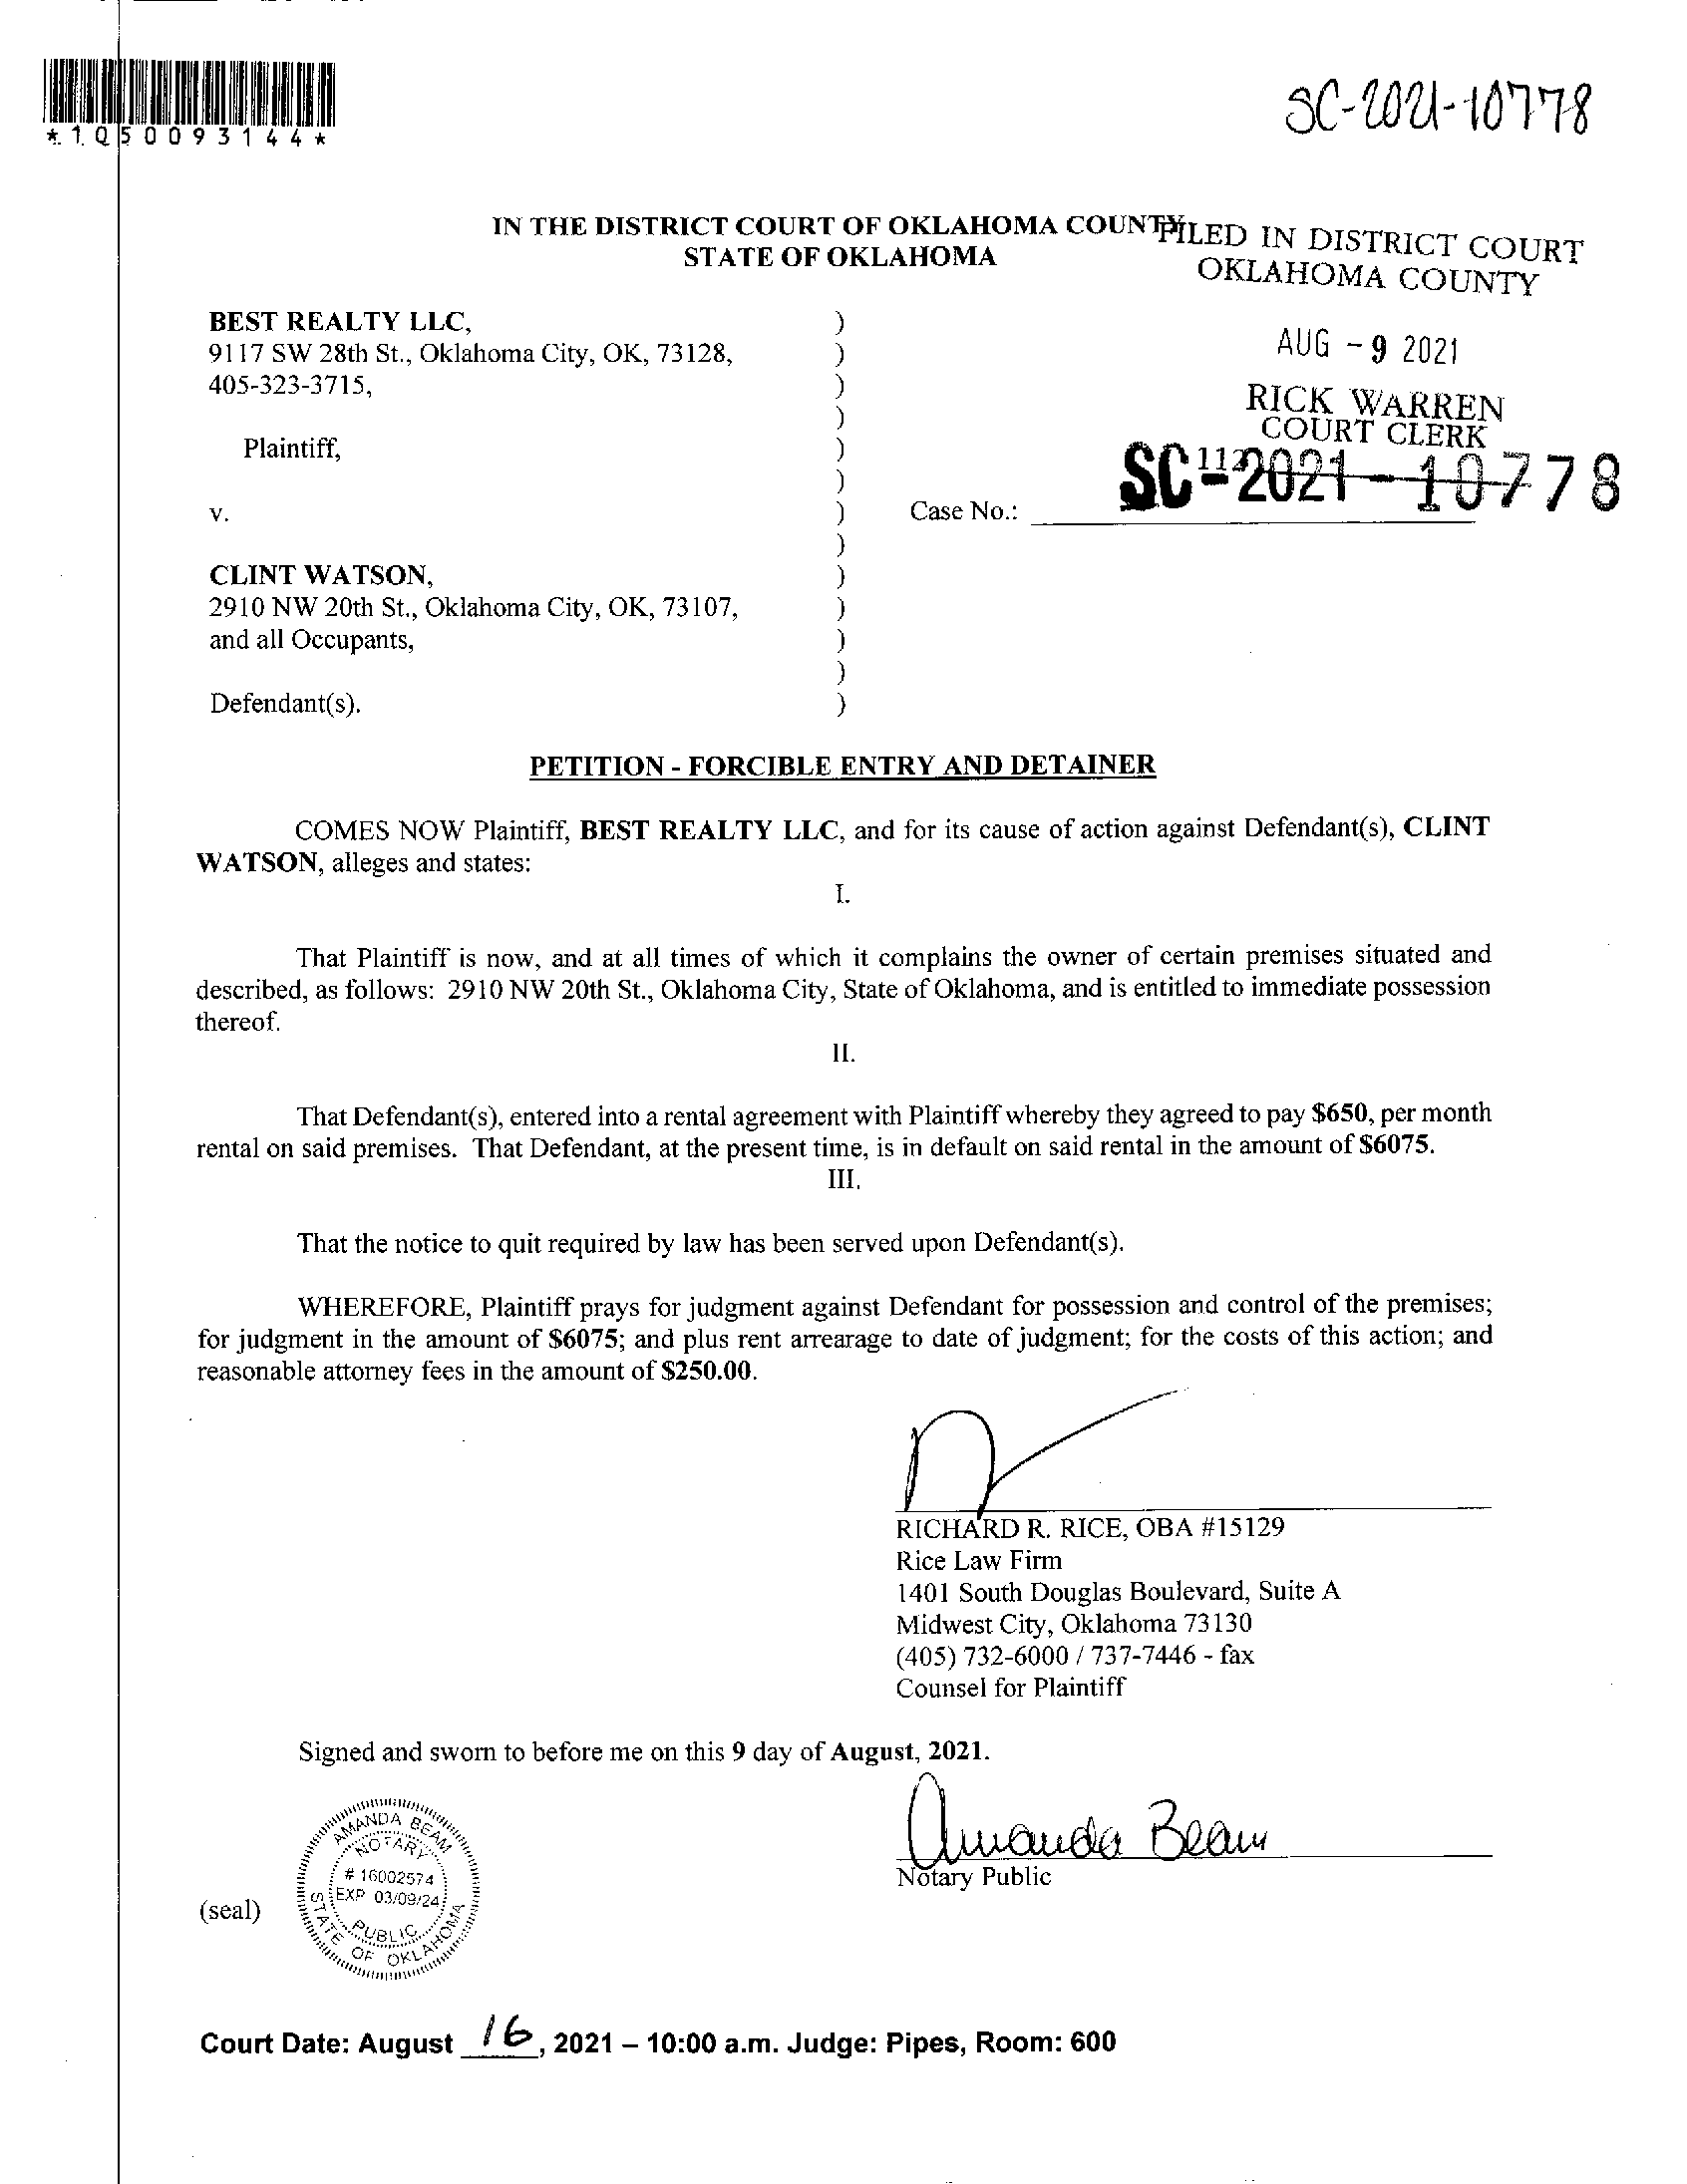 *1050093144*
SC-2021-10778
IN THE DISTRICT COURT OF OKLAHOMA COUNTY
STATE OF OKLAHOMA
FILED IN DISTRICT COURT
OKLAHOMA COUNTY
AUG - 9 2021
RICK WARREN
COURT CLERK
112
SC-2021-10778
BEST REALTY LLC, )
9117 SW 28th St., Oklahoma City, OK, 73128, )
405-323-3715, )
)
Plaintiff, )
)
v. ) Case No.:
)
CLINT WATSON, )
2910 NW 20th St., Oklahoma City, OK, 73107, )
and all Occupants, )
)
Defendant(s). )
PETITION - FORCIBLE ENTRY AND DETAINER
COMES NOW Plaintiff, BEST REALTY LLC, and for its cause of action against Defendant(s), CLINT
WATSON, alleges and states:
I.
That Plaintiff is now, and at all times of which it complains the owner of certain premises situated and
described, as follows: 2910 NW 20th St., Oklahoma City, State of Oklahoma, and is entitled to immediate possession
thereof.
II.
That Defendant(s), entered into a rental agreement with Plaintiff whereby they agreed to pay $650, per month
rental on said premises. That Defendant, at the present time, is in default on said rental in the amount of $6075.
III.
That the notice to quit required by law has been served upon Defendant(s).
WHEREFORE, Plaintiff prays for judgment against Defendant for possession and control of the premises;
for judgment in the amount of $6075; and plus rent arrearage to date of judgment; for the costs of this action; and
reasonable attorney fees in the amount of $250.00.
RICHARD R. RICE, OBA #15129
Rice Law Firm
1401 South Douglas Boulevard, Suite A
Midwest City, Oklahoma 73130
(405) 732-6000 / 737-7446 - fax
Counsel for Plaintiff
Signed and sworn to before me on this 9 day of August, 2021.
Amanda Beam
Notary Public
(seal)
AMANDA BEAM
NOTARY
# 16002574
EXP 03/09/24
PUBLIC
STATE OF OKLAHOMA
Court Date: August 16, 2021 – 10:00 a.m. Judge: Pipes, Room: 600